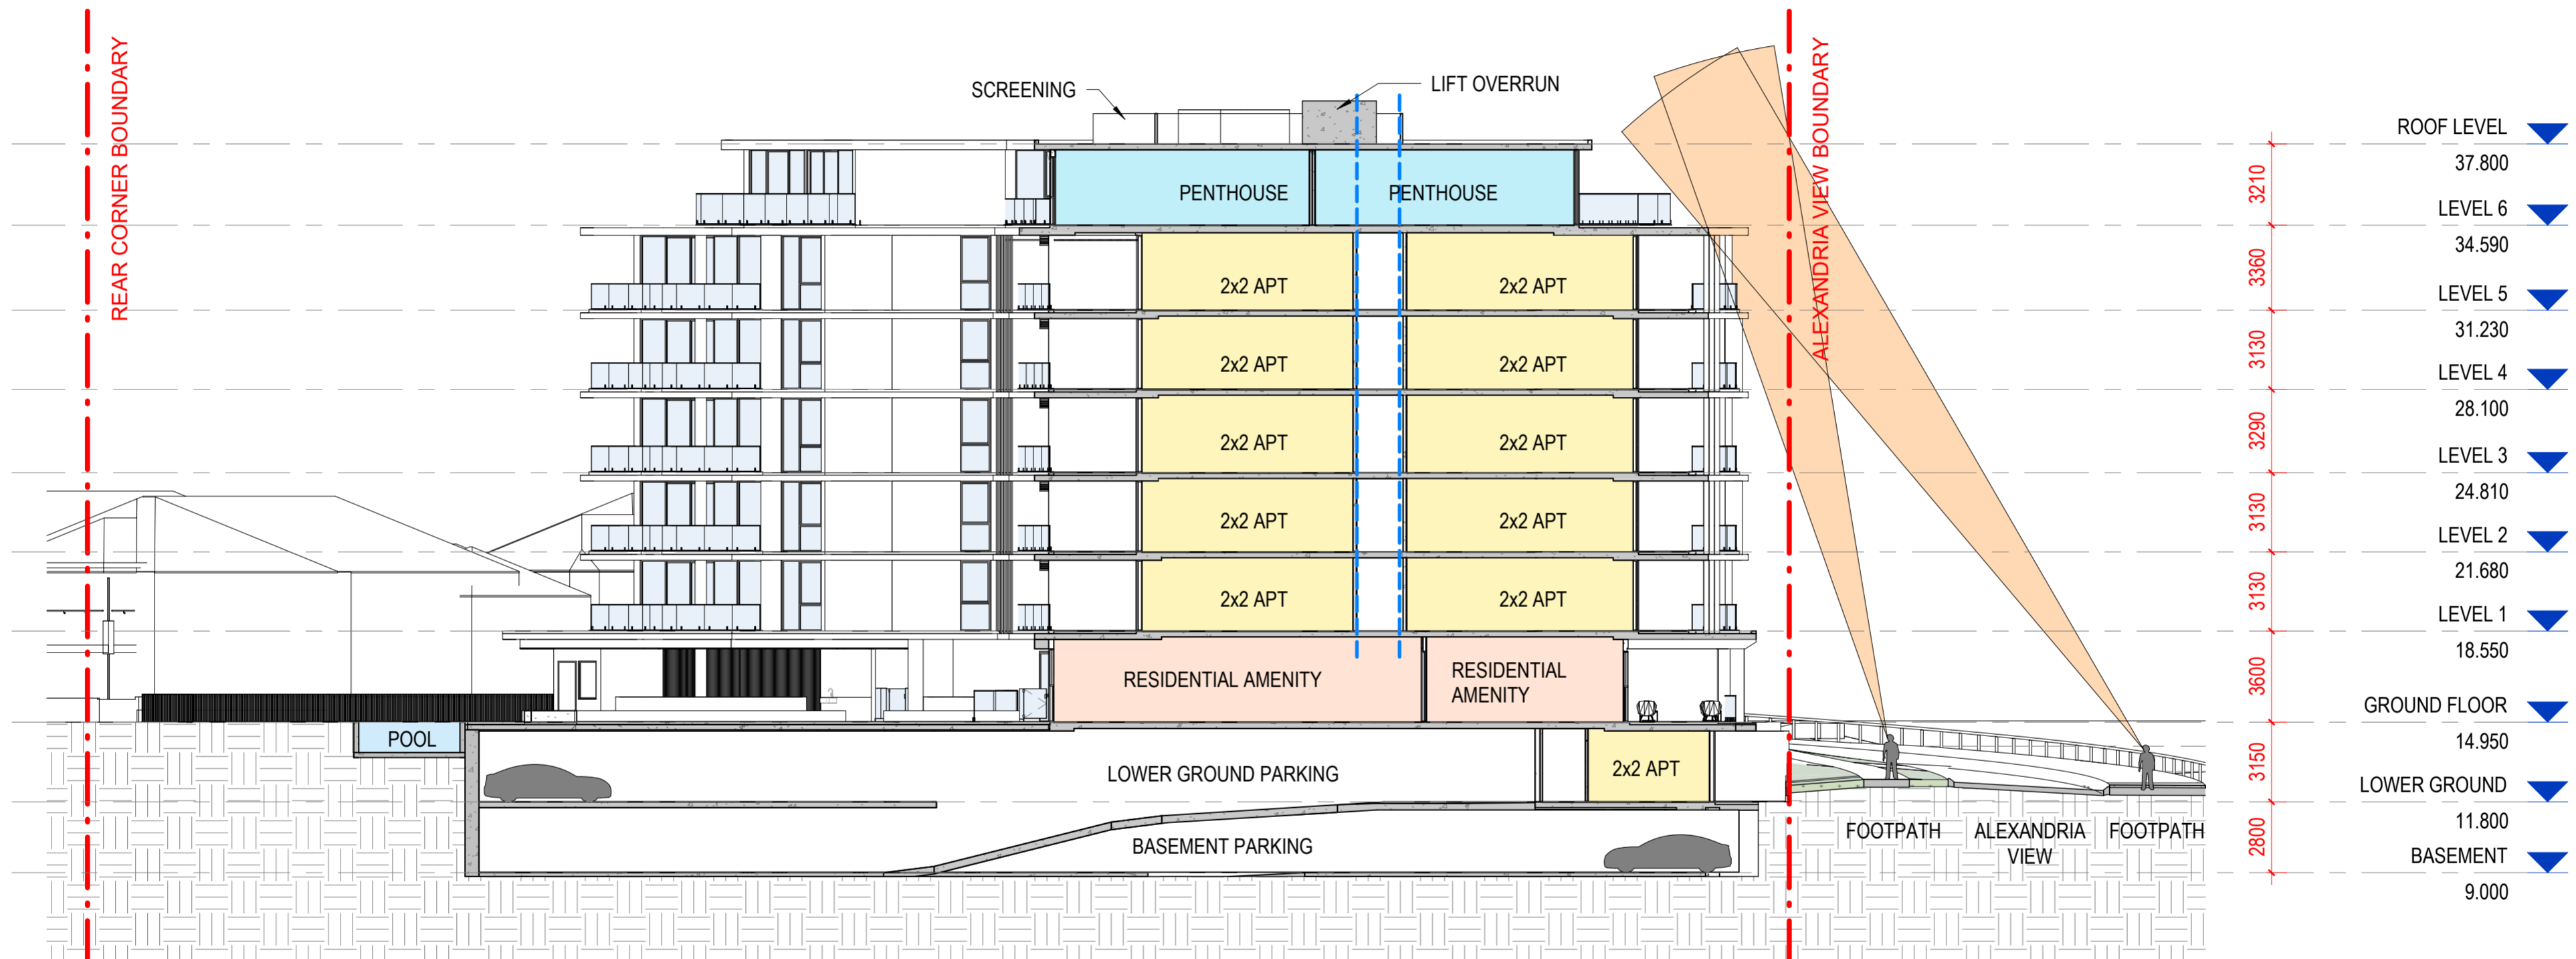 REAR CORNER BOUNDARY
SCREENING
LIFT OVERRUN
ALEXANDRIA VIEW BOUNDARY
PENTHOUSE
PENTHOUSE
2x2 APT
2x2 APT
2x2 APT
2x2 APT
2x2 APT
2x2 APT
2x2 APT
2x2 APT
2x2 APT
2x2 APT
RESIDENTIAL AMENITY
RESIDENTIAL
AMENITY
POOL
LOWER GROUND PARKING
2x2 APT
BASEMENT PARKING
FOOTPATH
ALEXANDRIA
VIEW
FOOTPATH
3210
3360
3130
3290
3130
3130
3600
3150
2800
ROOF LEVEL
37.800
LEVEL 6
34.590
LEVEL 5
31.230
LEVEL 4
28.100
LEVEL 3
24.810
LEVEL 2
21.680
LEVEL 1
18.550
GROUND FLOOR
14.950
LOWER GROUND
11.800
BASEMENT
9.000